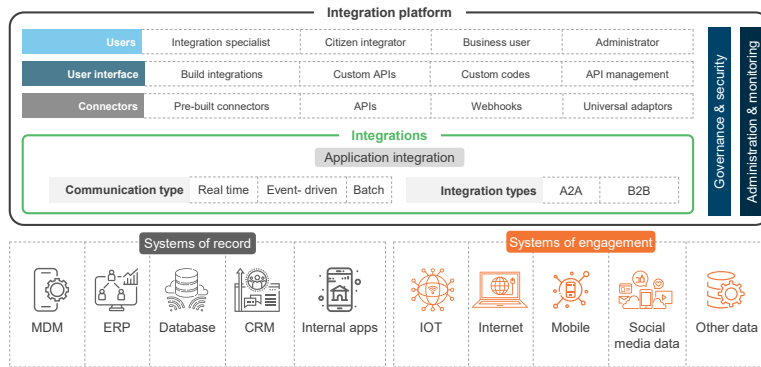 Integration platform
Users
Integration specialist
Citizen integrator
Business user
Administrator
User interface
Build integrations
Custom APIs
Custom codes
API management
Connectors
Pre-built connectors
APIs
Webhooks
Universal adaptors
Integrations
Application integration
Communication type
Real time
Event- driven
Batch
Integration types
A2A
B2B
Governance & security
Administration & monitoring
Systems of record
MDM
ERP
Database
CRM
Internal apps
Systems of engagement
IOT
Internet
Mobile
Social
media data
Other data